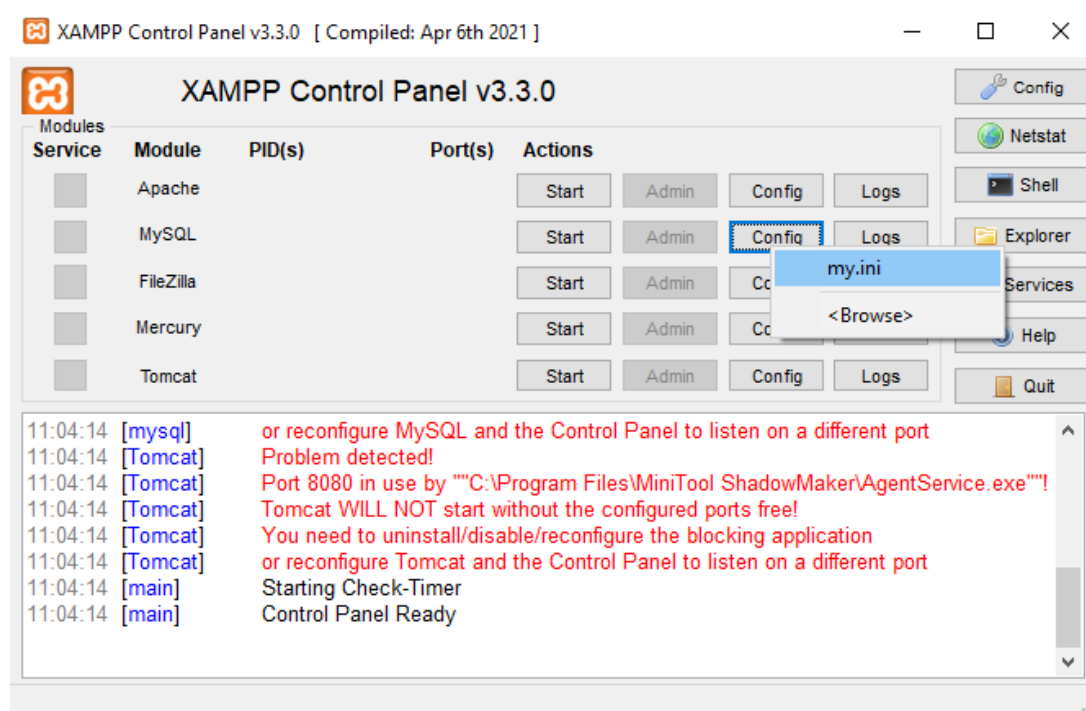 XAMPP Control Panel v3.3.0 [ Compiled: Apr 6th 2021 ]
XAMPP Control Panel v3.3.0
Config
Modules
Service Module PID(s) Port(s) Actions
Netstat
Apache Start Admin Config Logs
Shell
MySQL Start Admin Config Logs
Explorer
my.ini
FileZilla Start Admin Co
Services
<Browse>
Mercury Start Admin Co
Help
Tomcat Start Admin Config Logs
Quit
11:04:14 [mysql] or reconfigure MySQL and the Control Panel to listen on a different port
11:04:14 [Tomcat] Problem detected!
11:04:14 [Tomcat] Port 8080 in use by ""C:\Program Files\MiniTool ShadowMaker\AgentService.exe""!
11:04:14 [Tomcat] Tomcat WILL NOT start without the configured ports free!
11:04:14 [Tomcat] You need to uninstall/disable/reconfigure the blocking application
11:04:14 [Tomcat] or reconfigure Tomcat and the Control Panel to listen on a different port
11:04:14 [main] Starting Check-Timer
11:04:14 [main] Control Panel Ready